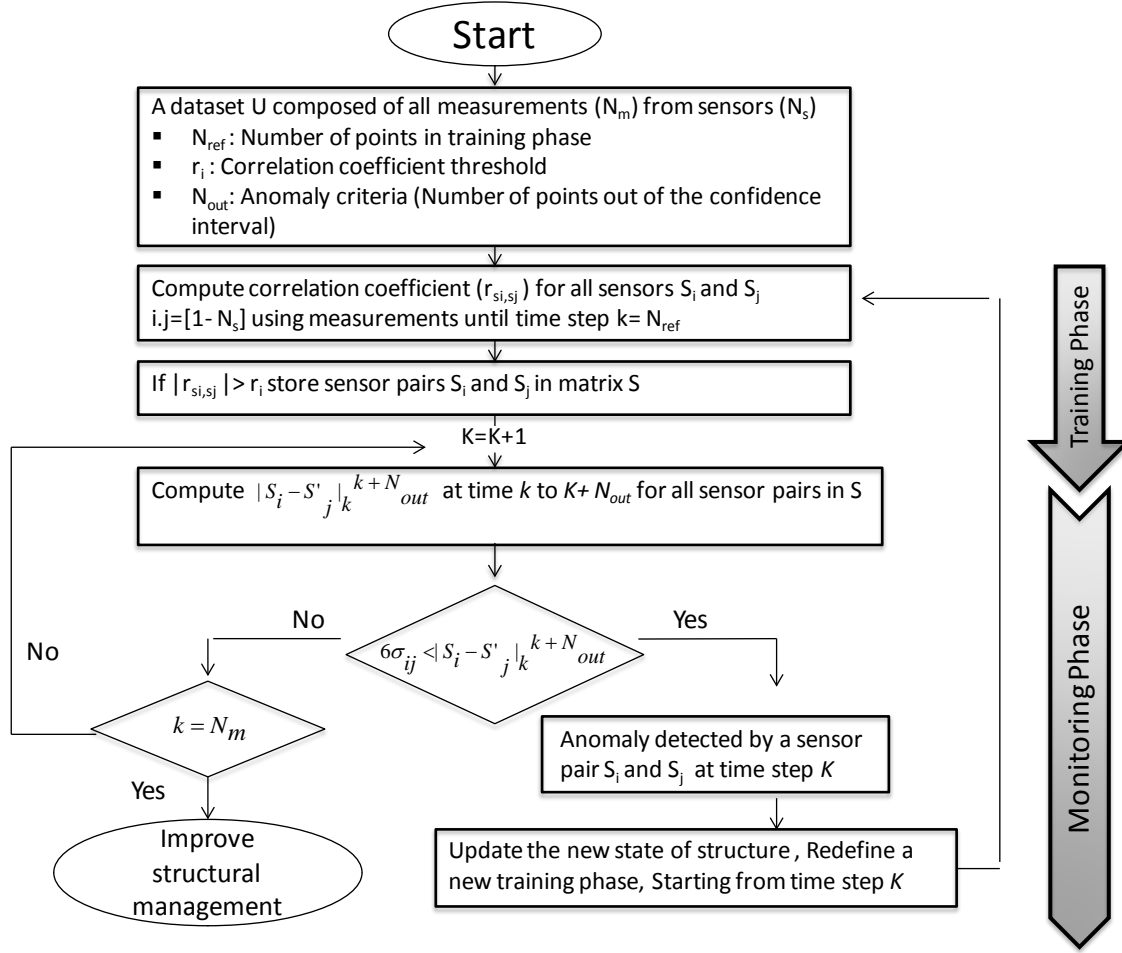 Start
A dataset U composed of all measurements (Nm) from sensors (Ns)
▪ Nref : Number of points in training phase
▪ ri : Correlation coefficient threshold
▪ Nout: Anomaly criteria (Number of points out of the confidence
interval)
Compute correlation coefficient (rsi,sj ) for all sensors Si and Sj
i.j=[1- Ns] using measurements until time step k= Nref
If |rsi,sj |> ri store sensor pairs Si and Sj in matrix S
K=K+1
Compute | Si – S'j |k k + Nout at time k to K+ Nout for all sensor pairs in S
6σij <| Si – S'j |k k + Nout
No
Yes
No
k = Nm
Yes
Anomaly detected by a sensor
pair Si and Sj at time step K
Improve
structural
management
Update the new state of structure , Redefine a
new training phase, Starting from time step K
Training Phase
Monitoring Phase